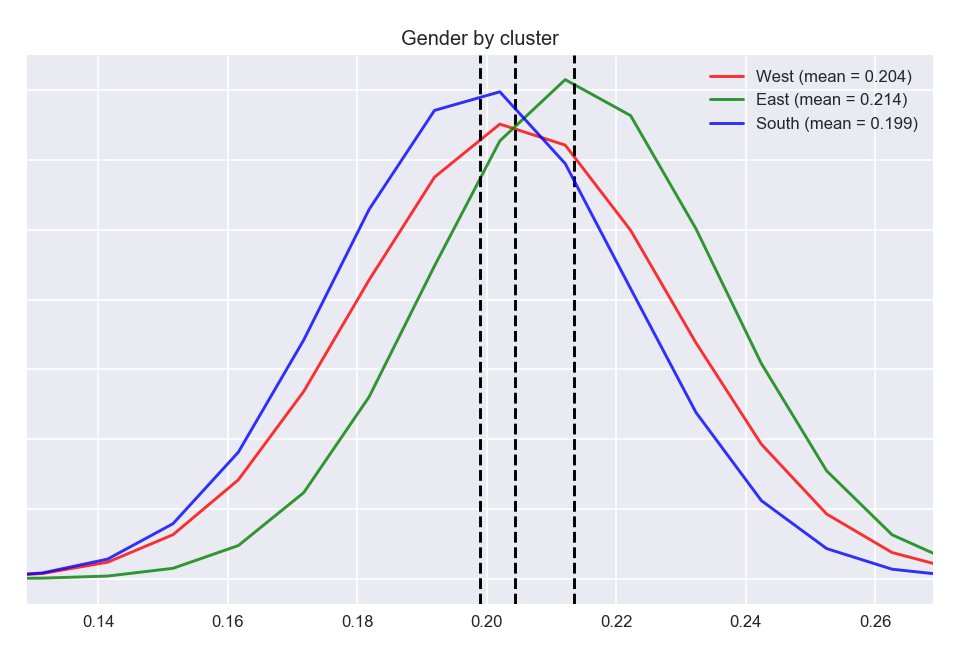 Gender by cluster
West (mean = 0.204)
East (mean = 0.214)
South (mean = 0.199)
0.14 0.16 0.18 0.20 0.22 0.24 0.26